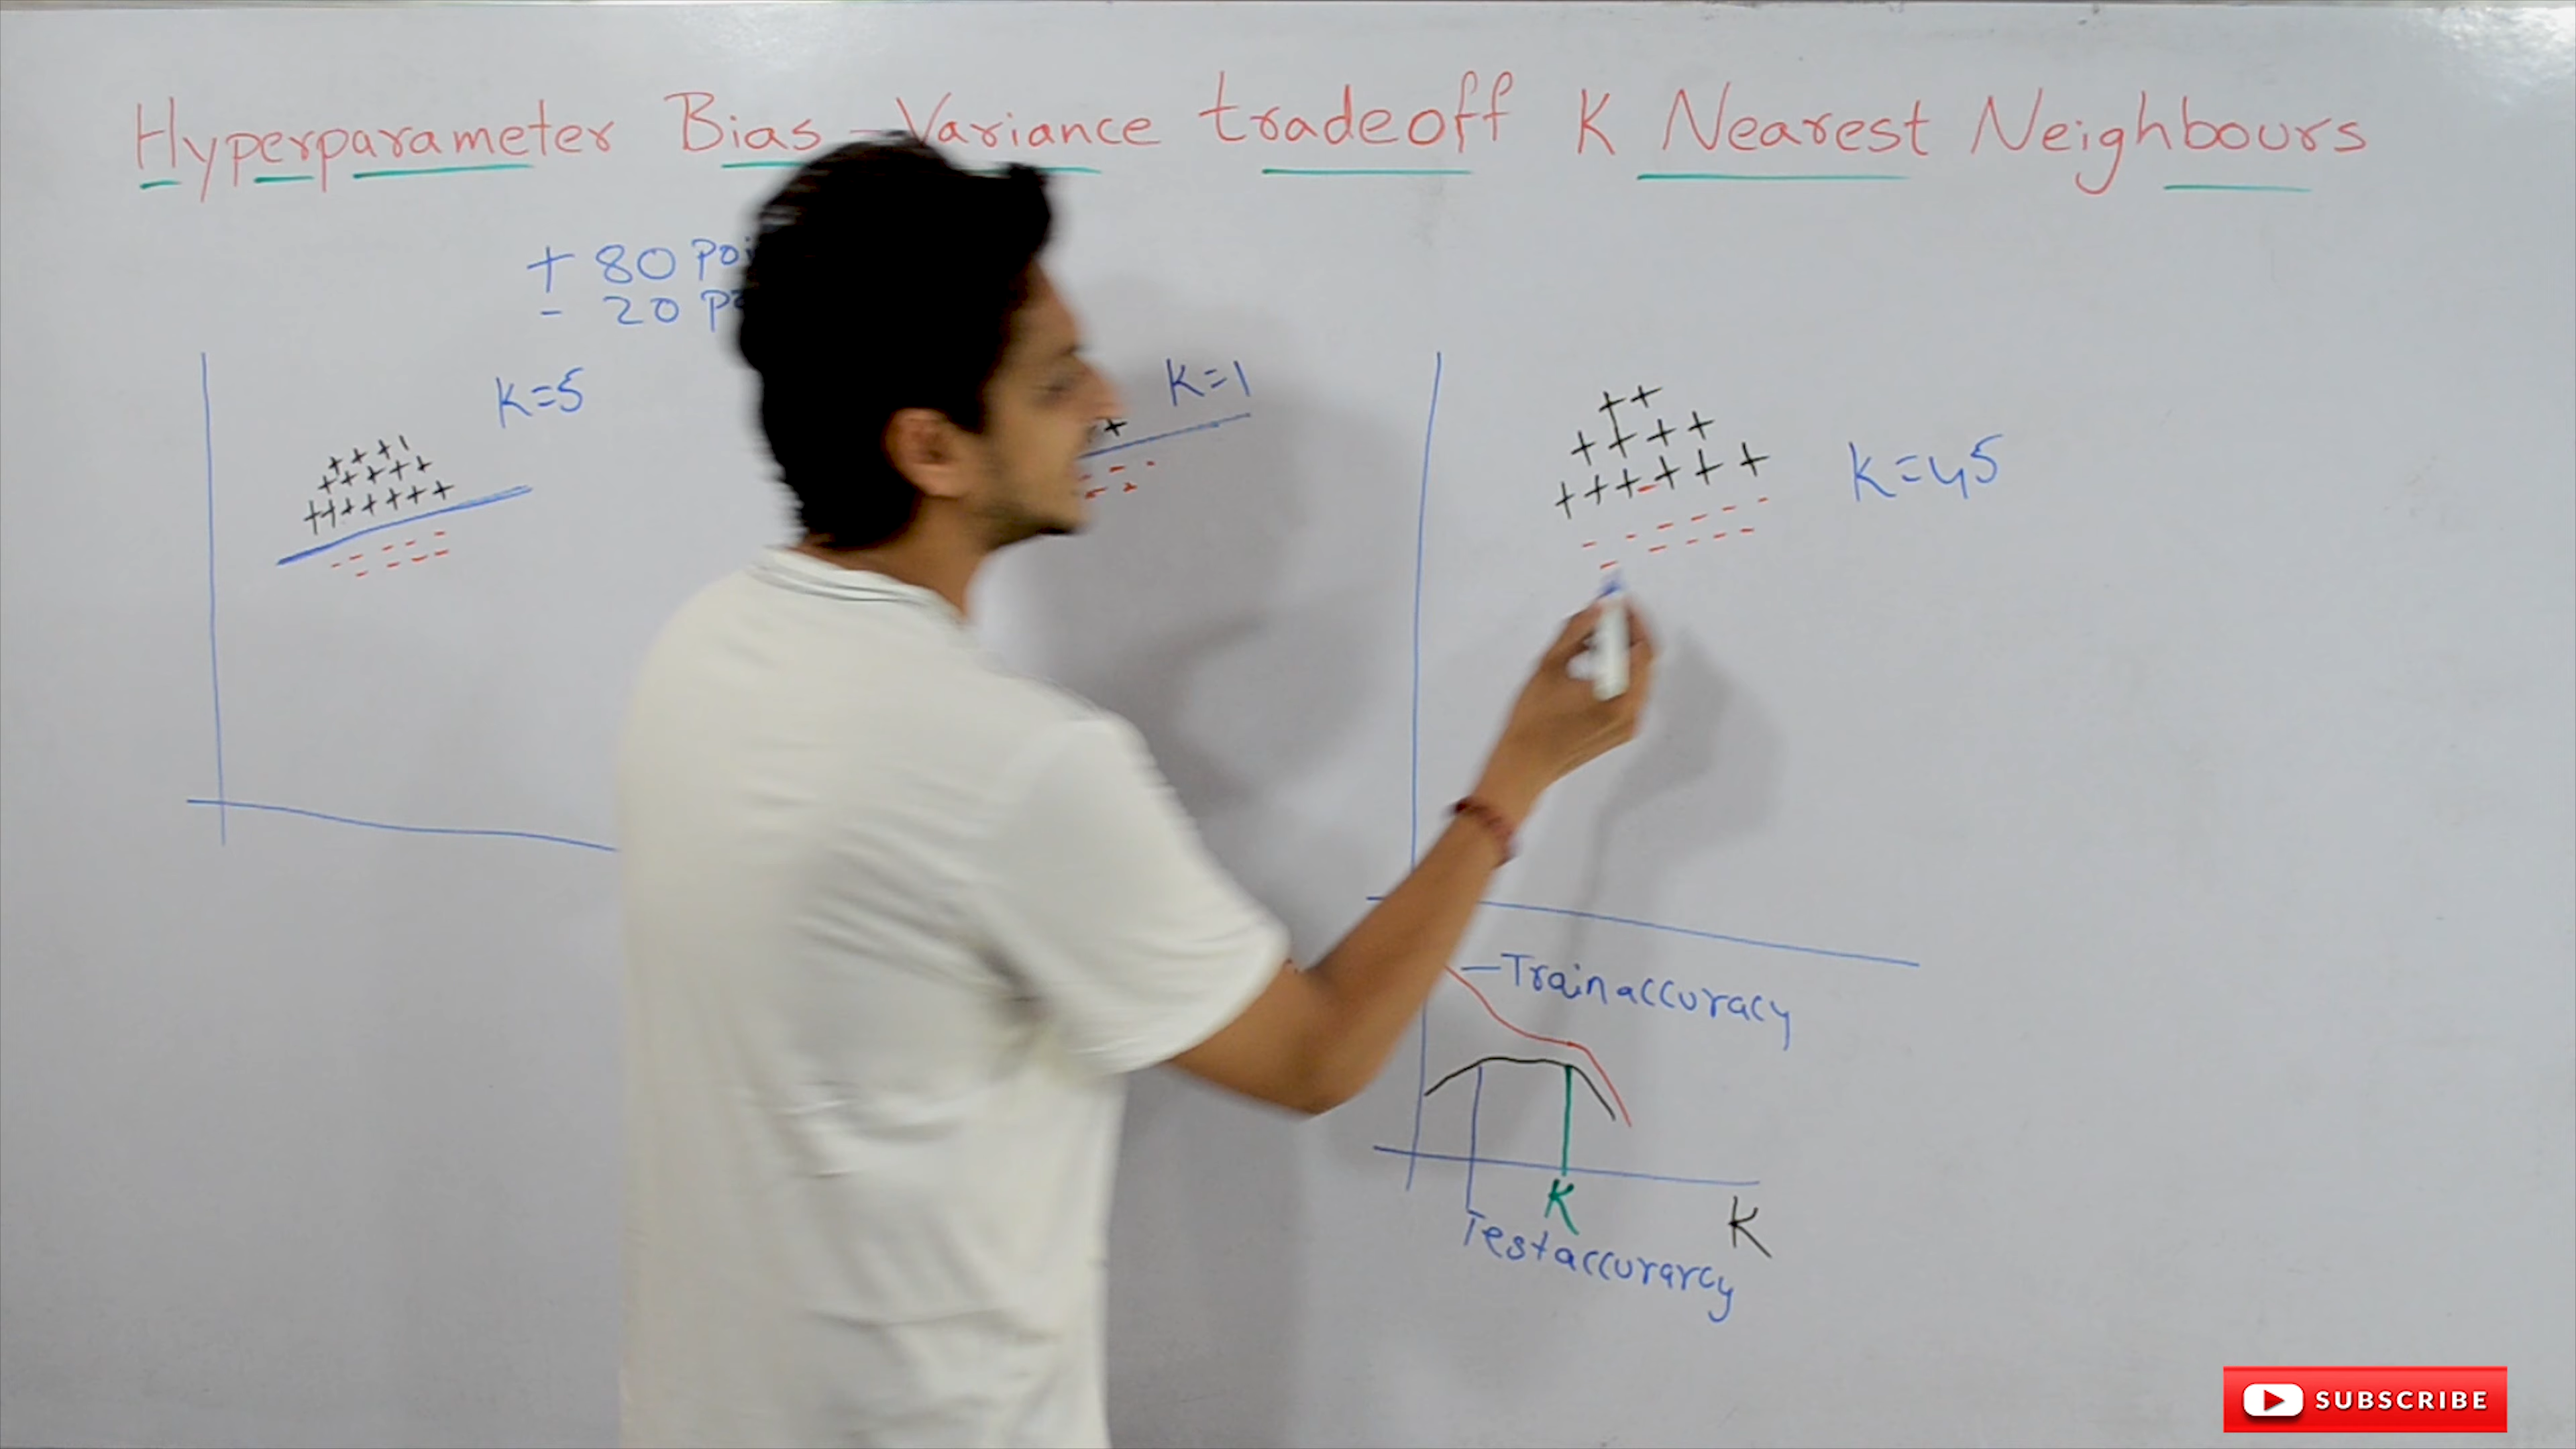 Hyperparameter Bias - Variance tradeoff K Nearest Neighbours
+ 80
- 20
K=5
K=1
K=45
Train accuracy
K
K
Test accurarcy
SUBSCRIBE